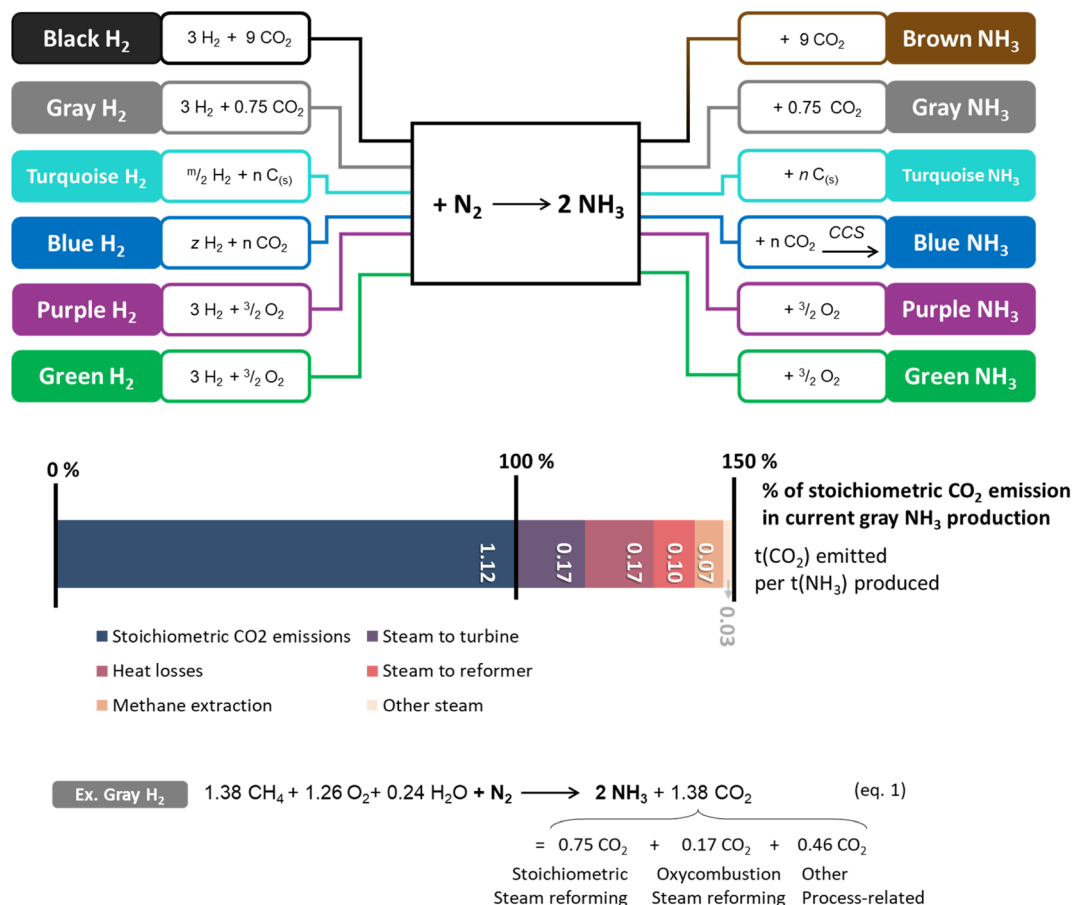 Black H₂ 3 H₂ + 9 CO₂ + 9 CO₂ Brown NH₃
Gray H₂ 3 H₂ + 0.75 CO₂ + 0.75 CO₂ Gray NH₃
Turquoise H₂ ᵐ/₂ H₂ + n C₍ₛ₎ + n C₍ₛ₎ Turquoise NH₃
+ N₂ ⟶ 2 NH₃
Blue H₂ z H₂ + n CO₂ + n CO₂ CCS ⟶ Blue NH₃
Purple H₂ 3 H₂ + ³/₂ O₂ + ³/₂ O₂ Purple NH₃
Green H₂ 3 H₂ + ³/₂ O₂ + ³/₂ O₂ Green NH₃
0 % 100 % 150 %
% of stoichiometric CO₂ emission
in current gray NH₃ production
t(CO₂) emitted
per t(NH₃) produced
1.12 0.17 0.17 0.10 0.07 0.03
Stoichiometric CO2 emissions Steam to turbine
Heat losses Steam to reformer
Methane extraction Other steam
Ex. Gray H₂ 1.38 CH₄ + 1.26 O₂+ 0.24 H₂O + N₂ ⟶ 2 NH₃ + 1.38 CO₂ (eq. 1)
= 0.75 CO₂ + 0.17 CO₂ + 0.46 CO₂
Stoichiometric Oxycombustion Other
Steam reforming Steam reforming Process-related